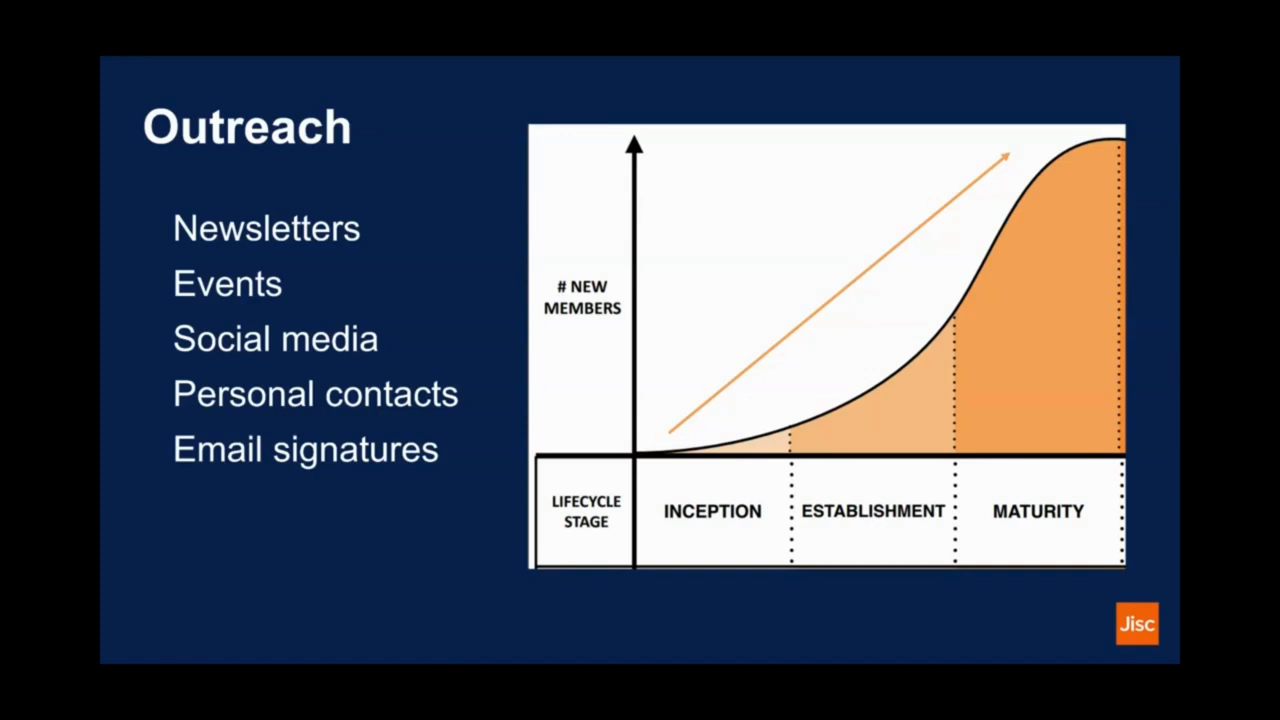 Outreach
Newsletters
Events
Social media
Personal contacts
Email signatures
# NEW
MEMBERS
LIFECYCLE
STAGE
INCEPTION
ESTABLISHMENT
MATURITY
Jisc